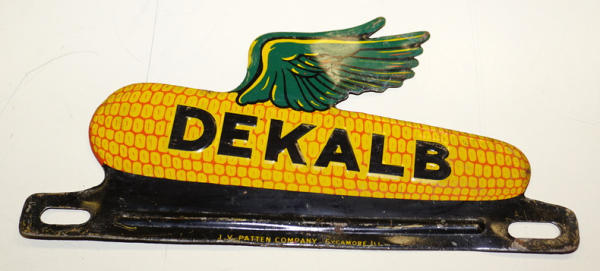 DEKALB
J.V. PATTEN COMPANY, SYCAMORE ILL.